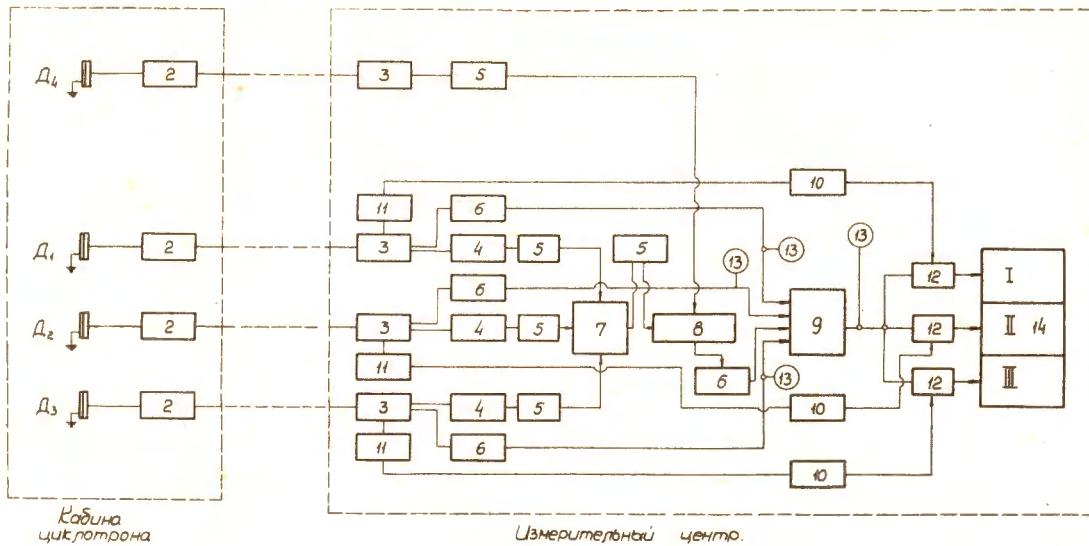 Д₄ 2 3 5
10
11 6
13
Д₁ 2 3 4 5 5 13 12 I
6 13
Д₂ 2 3 4 5 7 8 9 12 II 14
11
6 13 12 III
Д₃ 2 3 4 5 10
11 6
10
Кабина
циклотрона
Измерительный центр.